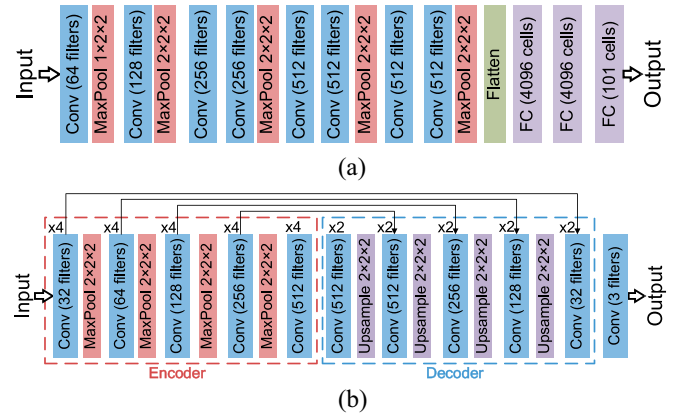 Input
Conv (64 filters)
MaxPool 1×2×2
Conv (128 filters)
MaxPool 2×2×2
Conv (256 filters)
Conv (256 filters)
MaxPool 2×2×2
Conv (512 filters)
Conv (512 filters)
MaxPool 2×2×2
Conv (512 filters)
Conv (512 filters)
MaxPool 2×2×2
Flatten
FC (4096 cells)
FC (4096 cells)
FC (101 cells)
Output
(a)
x4
x4
x4
x4
x4
x2
x2
x2
x2
x2
Input
Conv (32 filters)
MaxPool 2×2×2
Conv (64 filters)
MaxPool 2×2×2
Conv (128 filters)
MaxPool 2×2×2
Conv (256 filters)
MaxPool 2×2×2
Conv (512 filters)
Conv (512 filters)
Upsample 2×2×2
Conv (512 filters)
Upsample 2×2×2
Conv (256 filters)
Upsample 2×2×2
Conv (128 filters)
Upsample 2×2×2
Conv (32 filters)
Conv (3 filters)
Output
Encoder
Decoder
(b)